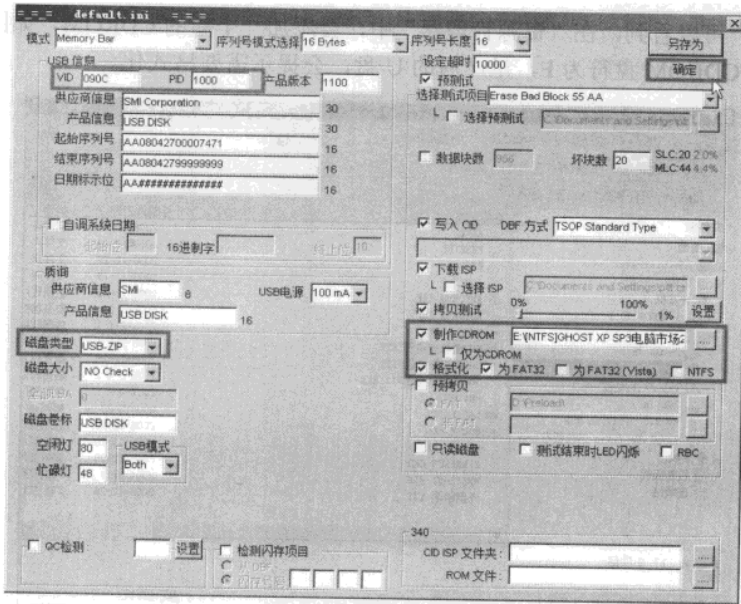 default.ini
模式 Memory Bar 序列号模式选择 16 Bytes 序列号长度 16 另存为
USB 信息 设定超时 10000 确定
VID 090C PID 1000 产品版本 1100 预测试
供应商信息 SMI Corporation 30 选择测试项目 Erase Bad Block 55 AA
产品信息 USB DISK 30 选择预测试
起始序列号 AA08042700007471 16
结束序列号 AA08042799999999 16 数据块数 坏块数 20 SLC:20 2.0%
MLC:44 4.4%
日期标示位 AA############## 16
自调系统日期 写入 CID DBF 方式 TSOP Standard Type
16进制字
下载 ISP
质询 选择 ISP
供应商信息 SMI 8 USB电源 100 mA 拷贝测试 0% 100% 1% 设置
产品信息 USB DISK 16
磁盘类型 USB-ZIP 制作CDROM E:\(NTFS)GHOST XP SP3电脑市场
仅为CDROM
磁盘大小 NO Check 格式化 为 FAT32 为 FAT32 (Vista) NTFS
预拷贝
磁盘卷标 USB DISK
空闲灯 80 USB模式 只读磁盘 测试结束时LED闪烁 RBC
忙碌灯 48 Both
340
QC检测 设置 检测闪存项目 CID ISP 文件夹:
ROM 文件: